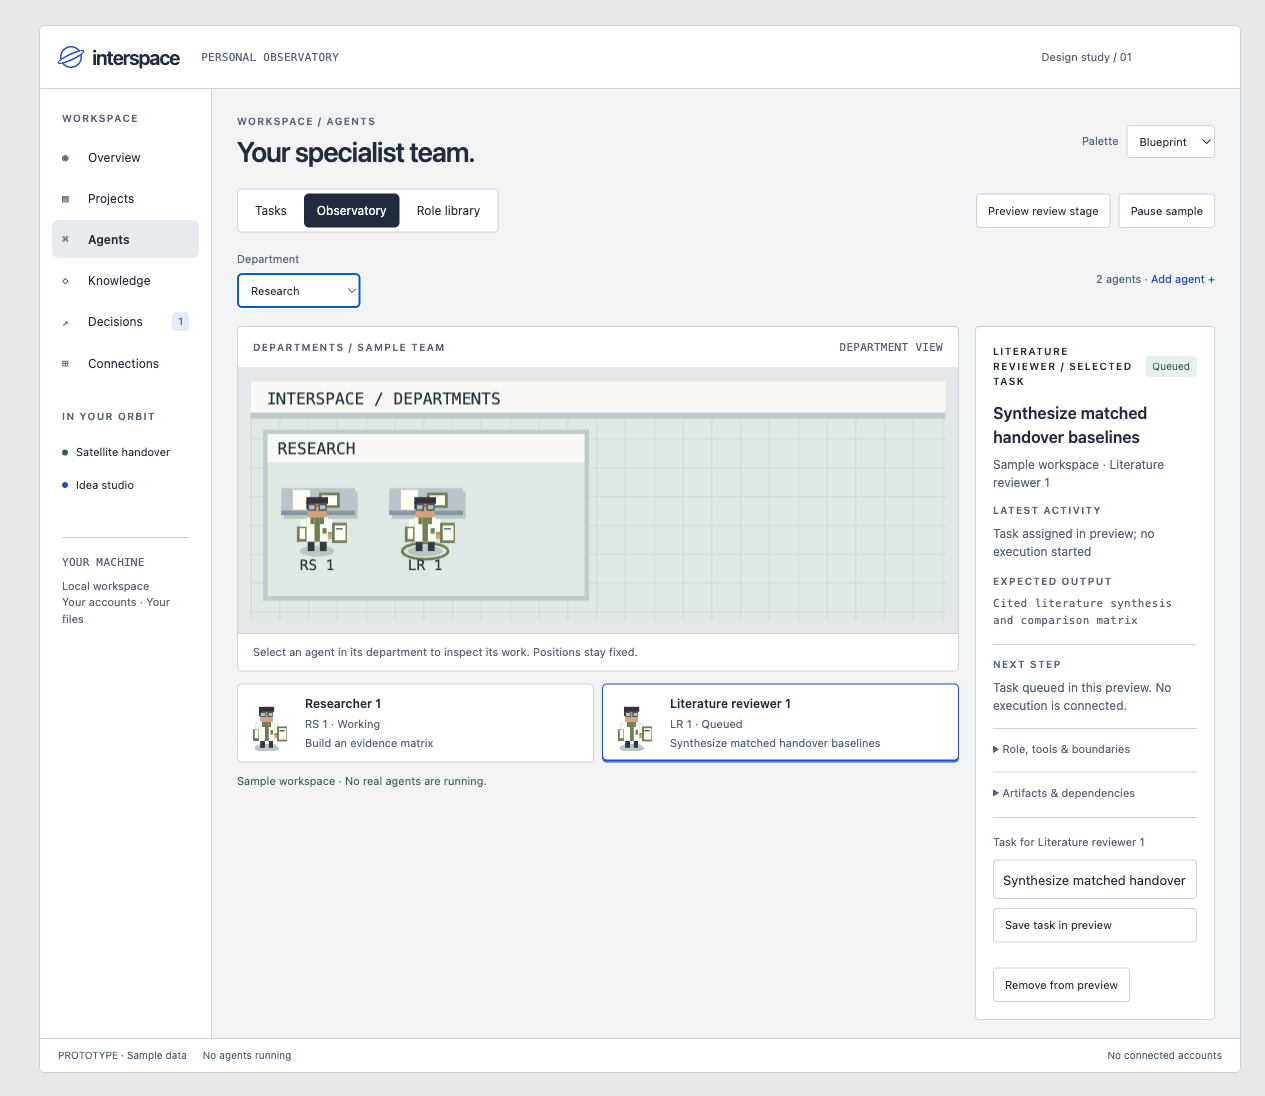 interspace
PERSONAL OBSERVATORY
Design study / 01
WORKSPACE
Overview
Projects
Agents
Knowledge
Decisions
1
Connections
IN YOUR ORBIT
Satellite handover
Idea studio
YOUR MACHINE
Local workspace
Your accounts · Your
files
WORKSPACE / AGENTS
Your specialist team.
Palette
Blueprint
Tasks
Observatory
Role library
Preview review stage
Pause sample
Department
Research
2 agents · Add agent +
DEPARTMENTS / SAMPLE TEAM
DEPARTMENT VIEW
INTERSPACE / DEPARTMENTS
RESEARCH
RS 1
LR 1
Select an agent in its department to inspect its work. Positions stay fixed.
Researcher 1
RS 1 · Working
Build an evidence matrix
Literature reviewer 1
LR 1 · Queued
Synthesize matched handover baselines
Sample workspace · No real agents are running.
LITERATURE
REVIEWER / SELECTED
TASK
Queued
Synthesize matched
handover baselines
Sample workspace · Literature
reviewer 1
LATEST ACTIVITY
Task assigned in preview; no
execution started
EXPECTED OUTPUT
Cited literature synthesis
and comparison matrix
NEXT STEP
Task queued in this preview. No
execution is connected.
Role, tools & boundaries
Artifacts & dependencies
Task for Literature reviewer 1
Synthesize matched handover
Save task in preview
Remove from preview
PROTOTYPE · Sample data
No agents running
No connected accounts